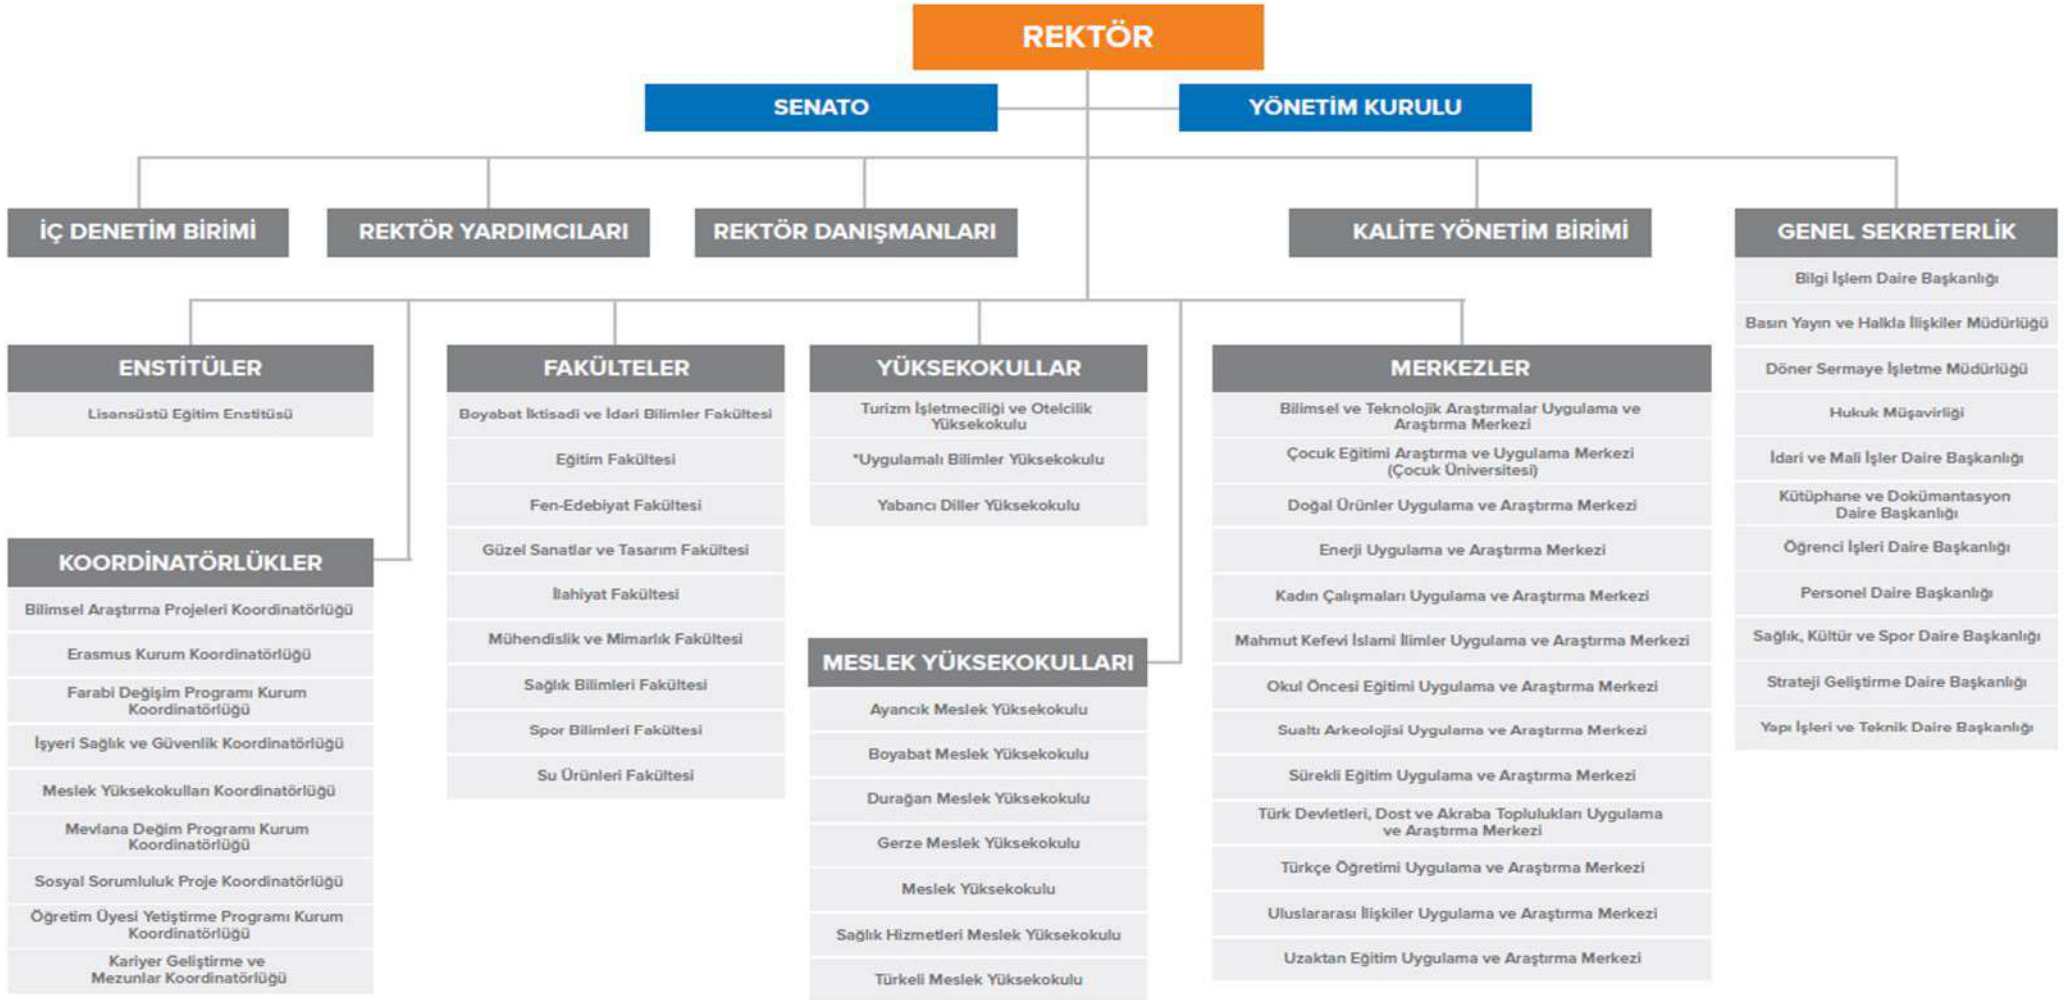 REKTÖR
SENATO
YÖNETİM KURULU
İÇ DENETİM BİRİMİ
REKTÖR YARDIMCILARI
REKTÖR DANIŞMANLARI
KALİTE YÖNETİM BİRİMİ
GENEL SEKRETERLİK
Bilgi İşlem Daire Başkanlığı
Basın Yayın ve Halkla İlişkiler Müdürlüğü
Döner Sermaye İşletme Müdürlüğü
Hukuk Müşavirliği
İdari ve Mali İşler Daire Başkanlığı
Kütüphane ve Dokümantasyon
Daire Başkanlığı
Öğrenci İşleri Daire Başkanlığı
Personel Daire Başkanlığı
Sağlık, Kültür ve Spor Daire Başkanlığı
Strateji Geliştirme Daire Başkanlığı
Yapı İşleri ve Teknik Daire Başkanlığı
ENSTİTÜLER
Lisansüstü Eğitim Enstitüsü
KOORDİNATÖRLÜKLER
Bilimsel Araştırma Projeleri Koordinatörlüğü
Erasmus Kurum Koordinatörlüğü
Farabi Değişim Programı Kurum
Koordinatörlüğü
İşyeri Sağlık ve Güvenlik Koordinatörlüğü
Meslek Yüksekokulları Koordinatörlüğü
Mevlana Değim Programı Kurum
Koordinatörlüğü
Sosyal Sorumluluk Proje Koordinatörlüğü
Öğretim Üyesi Yetiştirme Programı Kurum
Koordinatörlüğü
Kariyer Geliştirme ve
Mezunlar Koordinatörlüğü
FAKÜLTELER
Boyabat İktisadi ve İdari Bilimler Fakültesi
Eğitim Fakültesi
Fen-Edebiyat Fakültesi
Güzel Sanatlar ve Tasarım Fakültesi
İlahiyat Fakültesi
Mühendislik ve Mimarlık Fakültesi
Sağlık Bilimleri Fakültesi
Spor Bilimleri Fakültesi
Su Ürünleri Fakültesi
YÜKSEKOKULLAR
Turizm İşletmeciliği ve Otelcilik
Yüksekokulu
*Uygulamalı Bilimler Yüksekokulu
Yabancı Diller Yüksekokulu
MESLEK YÜKSEKOKULLARI
Ayancık Meslek Yüksekokulu
Boyabat Meslek Yüksekokulu
Durağan Meslek Yüksekokulu
Gerze Meslek Yüksekokulu
Meslek Yüksekokulu
Sağlık Hizmetleri Meslek Yüksekokulu
Türkeli Meslek Yüksekokulu
MERKEZLER
Bilimsel ve Teknolojik Araştırmalar Uygulama ve
Araştırma Merkezi
Çocuk Eğitimi Araştırma ve Uygulama Merkezi
(Çocuk Üniversitesi)
Doğal Ürünler Uygulama ve Araştırma Merkezi
Enerji Uygulama ve Araştırma Merkezi
Kadın Çalışmaları Uygulama ve Araştırma Merkezi
Mahmut Kefevi İslami İlimler Uygulama ve Araştırma Merkezi
Okul Öncesi Eğitimi Uygulama ve Araştırma Merkezi
Sualtı Arkeolojisi Uygulama ve Araştırma Merkezi
Sürekli Eğitim Uygulama ve Araştırma Merkezi
Türk Devletleri, Dost ve Akraba Toplulukları Uygulama
ve Araştırma Merkezi
Türkçe Öğretimi Uygulama ve Araştırma Merkezi
Uluslararası İlişkiler Uygulama ve Araştırma Merkezi
Uzaktan Eğitim Uygulama ve Araştırma Merkezi